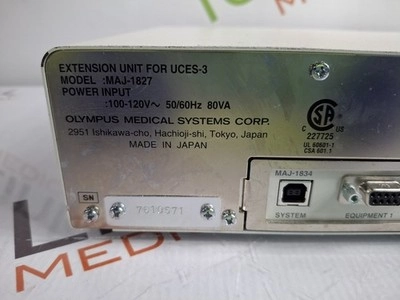 EXTENSION UNIT FOR UCES-3
MODEL :MAJ-1827
POWER INPUT
:100-120V~ 50/60Hz 80VA
OLYMPUS MEDICAL SYSTEMS CORP.
2951 Ishikawa-cho, Hachioji-shi, Tokyo, Japan
MADE IN JAPAN
C US
227725
UL 60601-1
CSA 601.1
SN
MAJ-1834
SYSTEM
EQUIPMENT 1